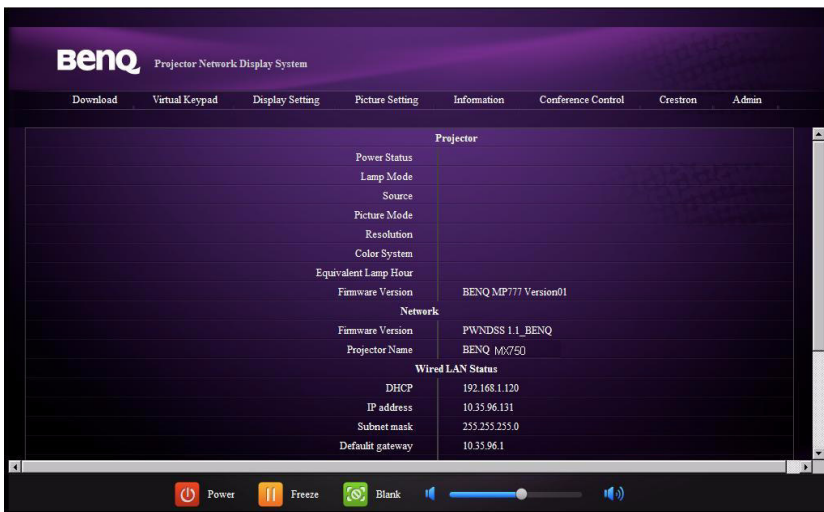 BenQ Projector Network Display System
Download Virtual Keypad Display Setting Picture Setting Information Conference Control Crestron Admin
Projector
Power Status
Lamp Mode
Source
Picture Mode
Resolution
Color System
Equivalent Lamp Hour
Firmware Version BENQ MP777 Version01
Network
Firmware Version PWNDSS 1.1_BENQ
Projector Name BENQ MX750
Wired LAN Status
DHCP 192.168.1.120
IP address 10.35.96.131
Subnet mask 255.255.255.0
Defaulit gateway 10.35.96.1
Power Freeze Blank